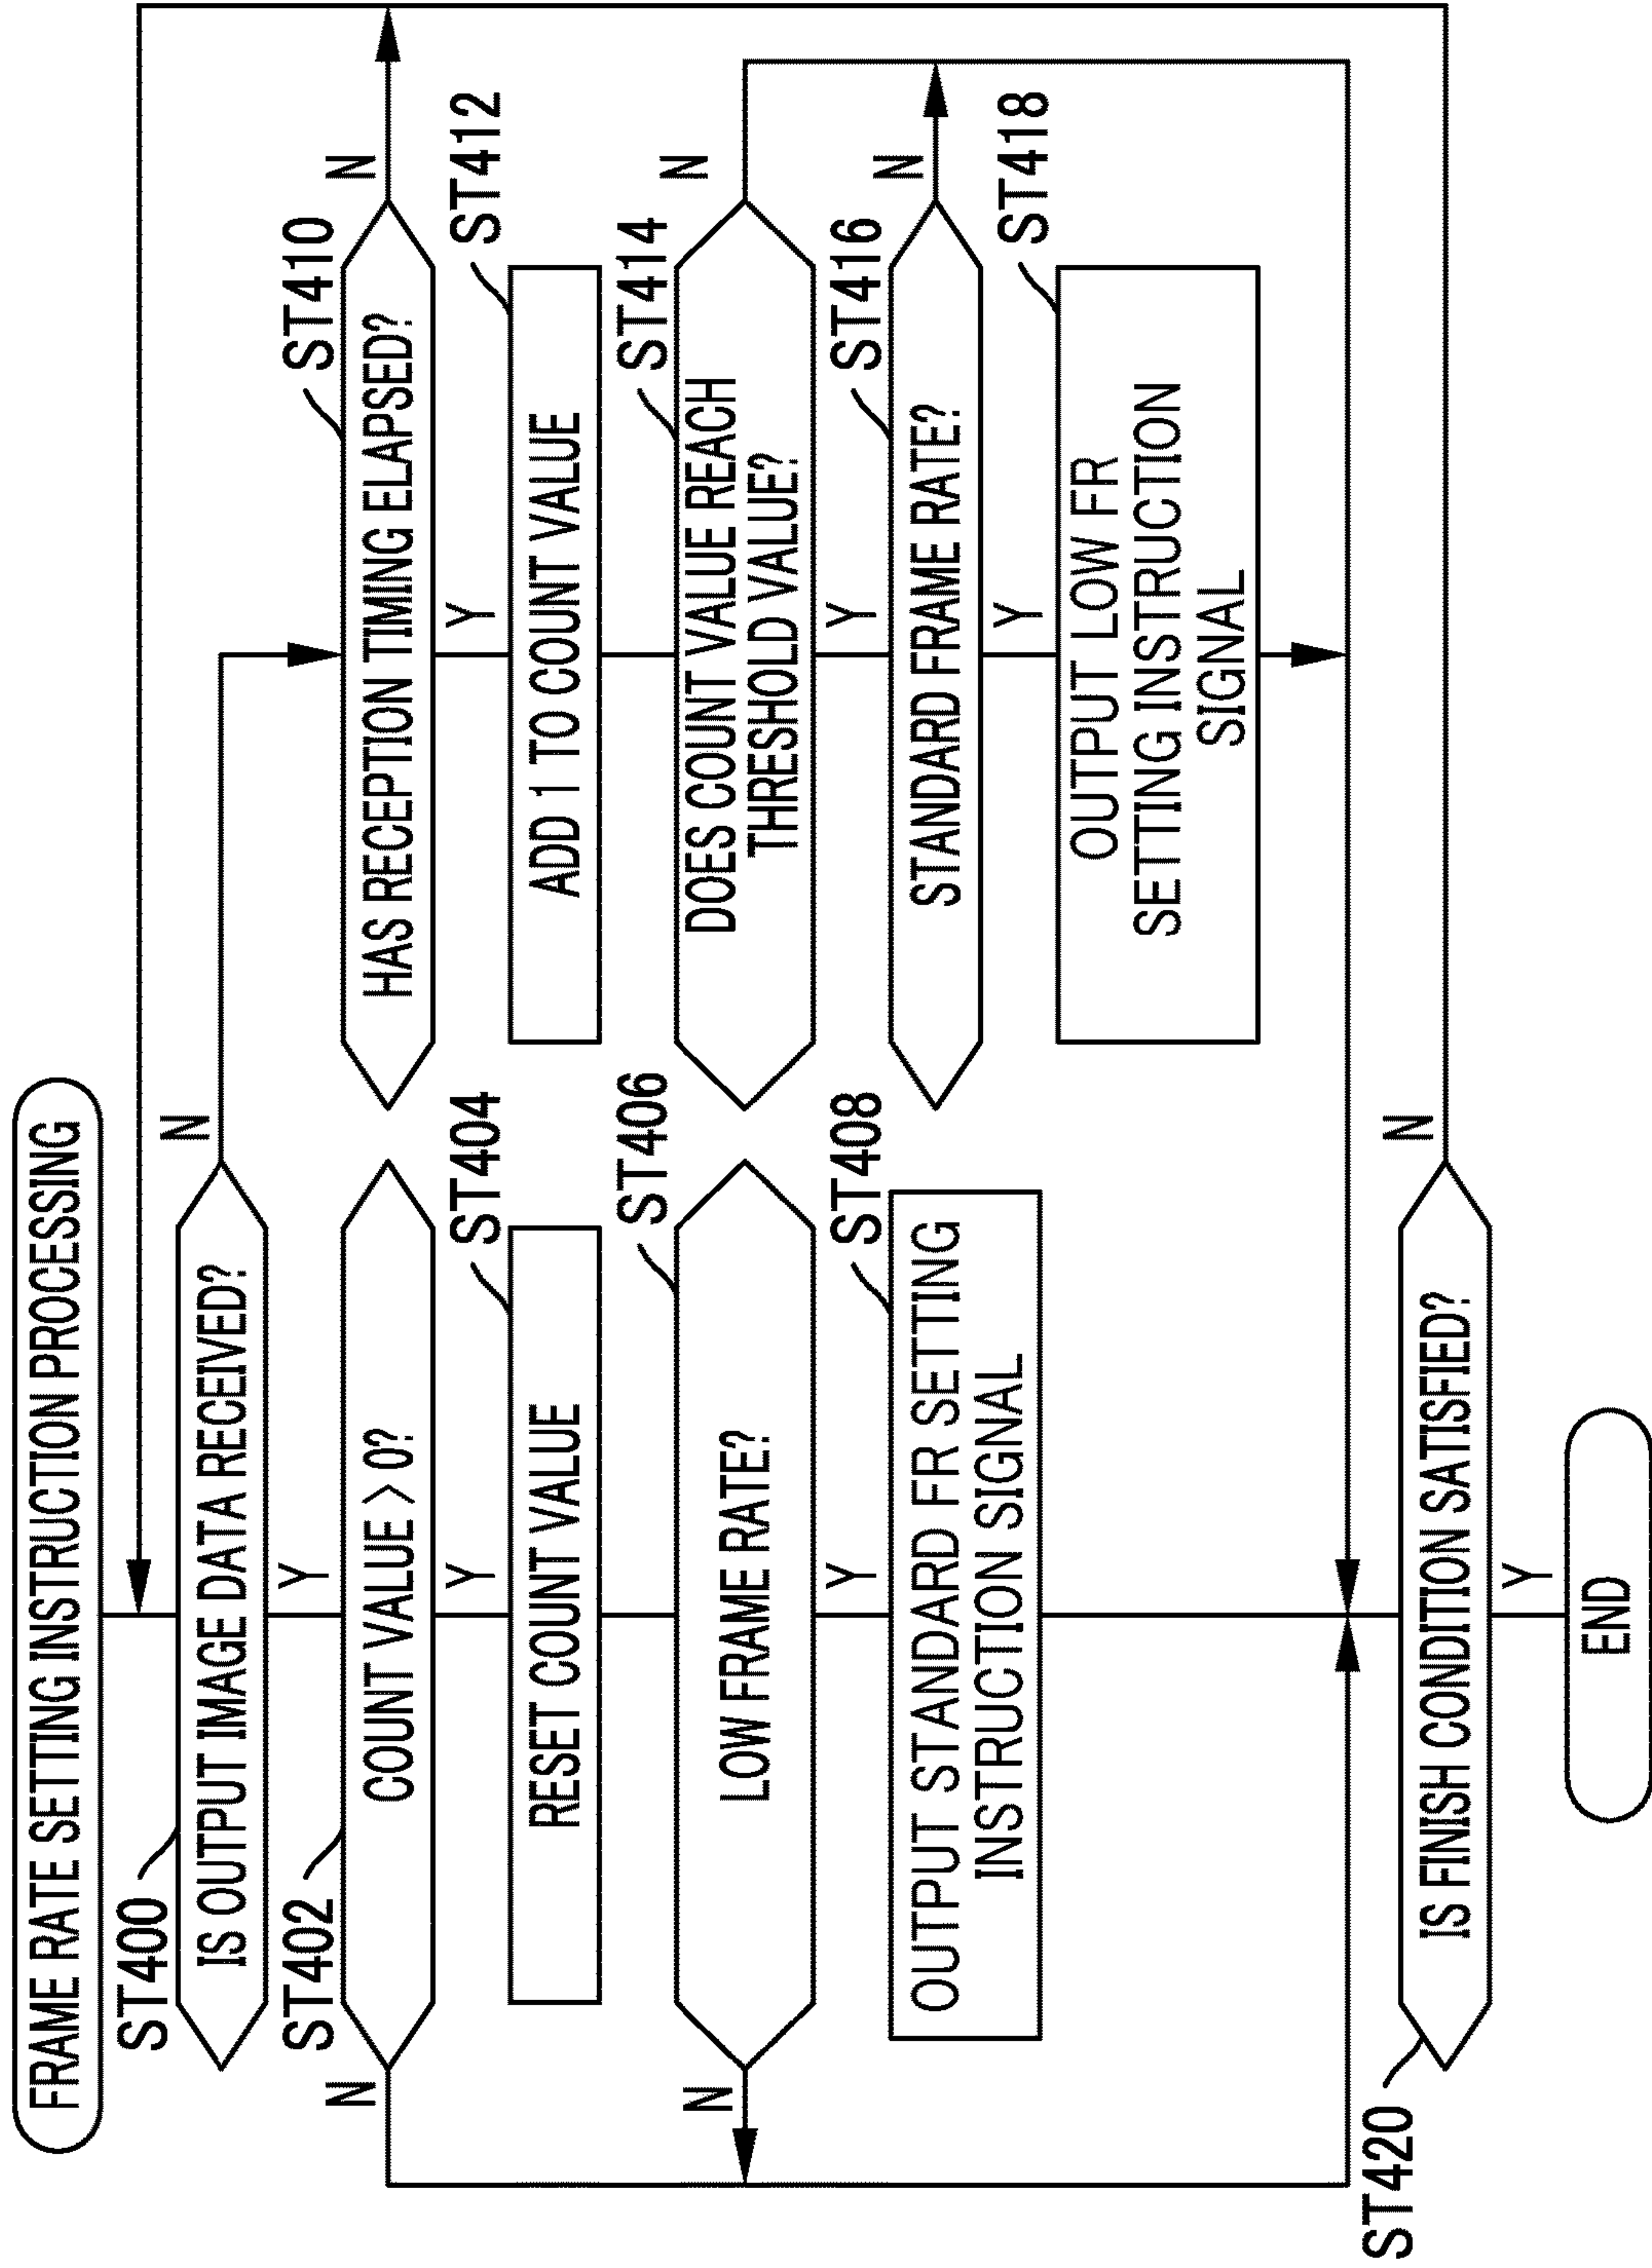 FRAME RATE SETTING INSTRUCTION PROCESSING
ST400
IS OUTPUT IMAGE DATA RECEIVED?
N
Y
ST402
COUNT VALUE > 0?
N
Y
ST404
RESET COUNT VALUE
ST406
LOW FRAME RATE?
N
Y
ST408
OUTPUT STANDARD FR SETTING
INSTRUCTION SIGNAL
ST410
HAS RECEPTION TIMING ELAPSED?
N
Y
ST412
ADD 1 TO COUNT VALUE
ST414
DOES COUNT VALUE REACH
THRESHOLD VALUE?
N
Y
ST416
STANDARD FRAME RATE?
N
Y
ST418
OUTPUT LOW FR
SETTING INSTRUCTION
SIGNAL
ST420
IS FINISH CONDITION SATISFIED?
N
Y
END